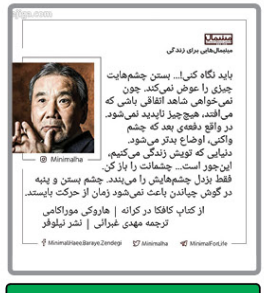 مینیمال
مینیمال‌هایی برای زندگی
باید نگاه کنی!... بستن چشم‌هایت
چیزی را عوض نمی‌کند. چون
نمی‌خواهی شاهد اتفاقی باشی که
می‌افتد، هیچ‌چیز ناپدید نمی‌شود.
در واقع دفعه‌ی بعد که چشم
واکنی، اوضاع بدتر می‌شود.
دنیایی که تویش زندگی می‌کنیم،
این‌جور است... چشمانت را باز کن.
فقط بزدل چشم‌هایش را می‌بندد. چشم بستن و پنبه
در گوش چپاندن باعث نمی‌شود زمان از حرکت بایستد.
از کتاب کافکا در کرانه | هاروکی موراکامی
ترجمه مهدی غبرائی | نشر نیلوفر
Minimalha
MinimalHaee.Baraye.Zendegi
Minimalha
MinimalForLife